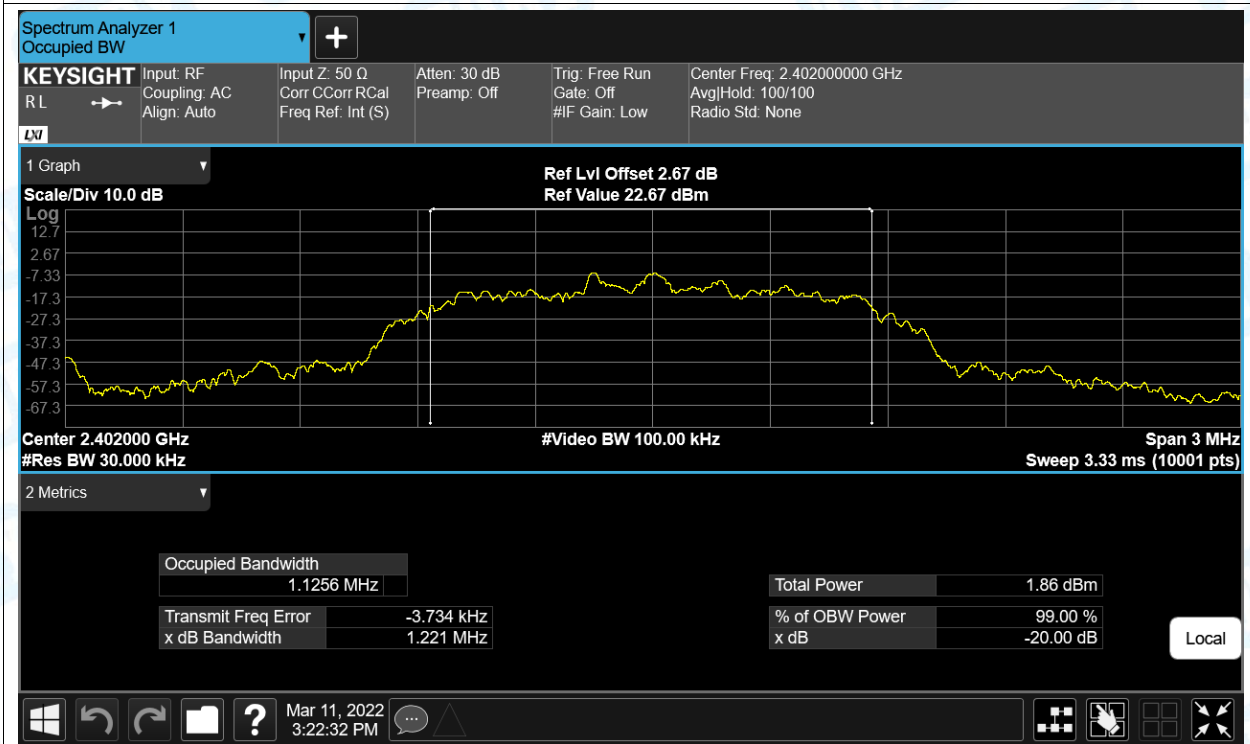 Spectrum Analyzer 1
Occupied BW
KEYSIGHT
R L
LXI
Input: RF
Coupling: AC
Align: Auto
Input Z: 50 Ω
Corr CCorr RCal
Freq Ref: Int (S)
Atten: 30 dB
Preamp: Off
Trig: Free Run
Gate: Off
#IF Gain: Low
Center Freq: 2.402000000 GHz
Avg|Hold: 100/100
Radio Std: None
1 Graph
Scale/Div 10.0 dB
Ref Lvl Offset 2.67 dB
Ref Value 22.67 dBm
Log
12.7
2.67
-7.33
-17.3
-27.3
-37.3
-47.3
-57.3
-67.3
Center 2.402000 GHz
#Res BW 30.000 kHz
#Video BW 100.00 kHz
Span 3 MHz
Sweep 3.33 ms (10001 pts)
2 Metrics
Occupied Bandwidth
1.1256 MHz
Transmit Freq Error -3.734 kHz
x dB Bandwidth 1.221 MHz
Total Power 1.86 dBm
% of OBW Power 99.00 %
x dB -20.00 dB
Local
?
Mar 11, 2022
3:22:32 PM